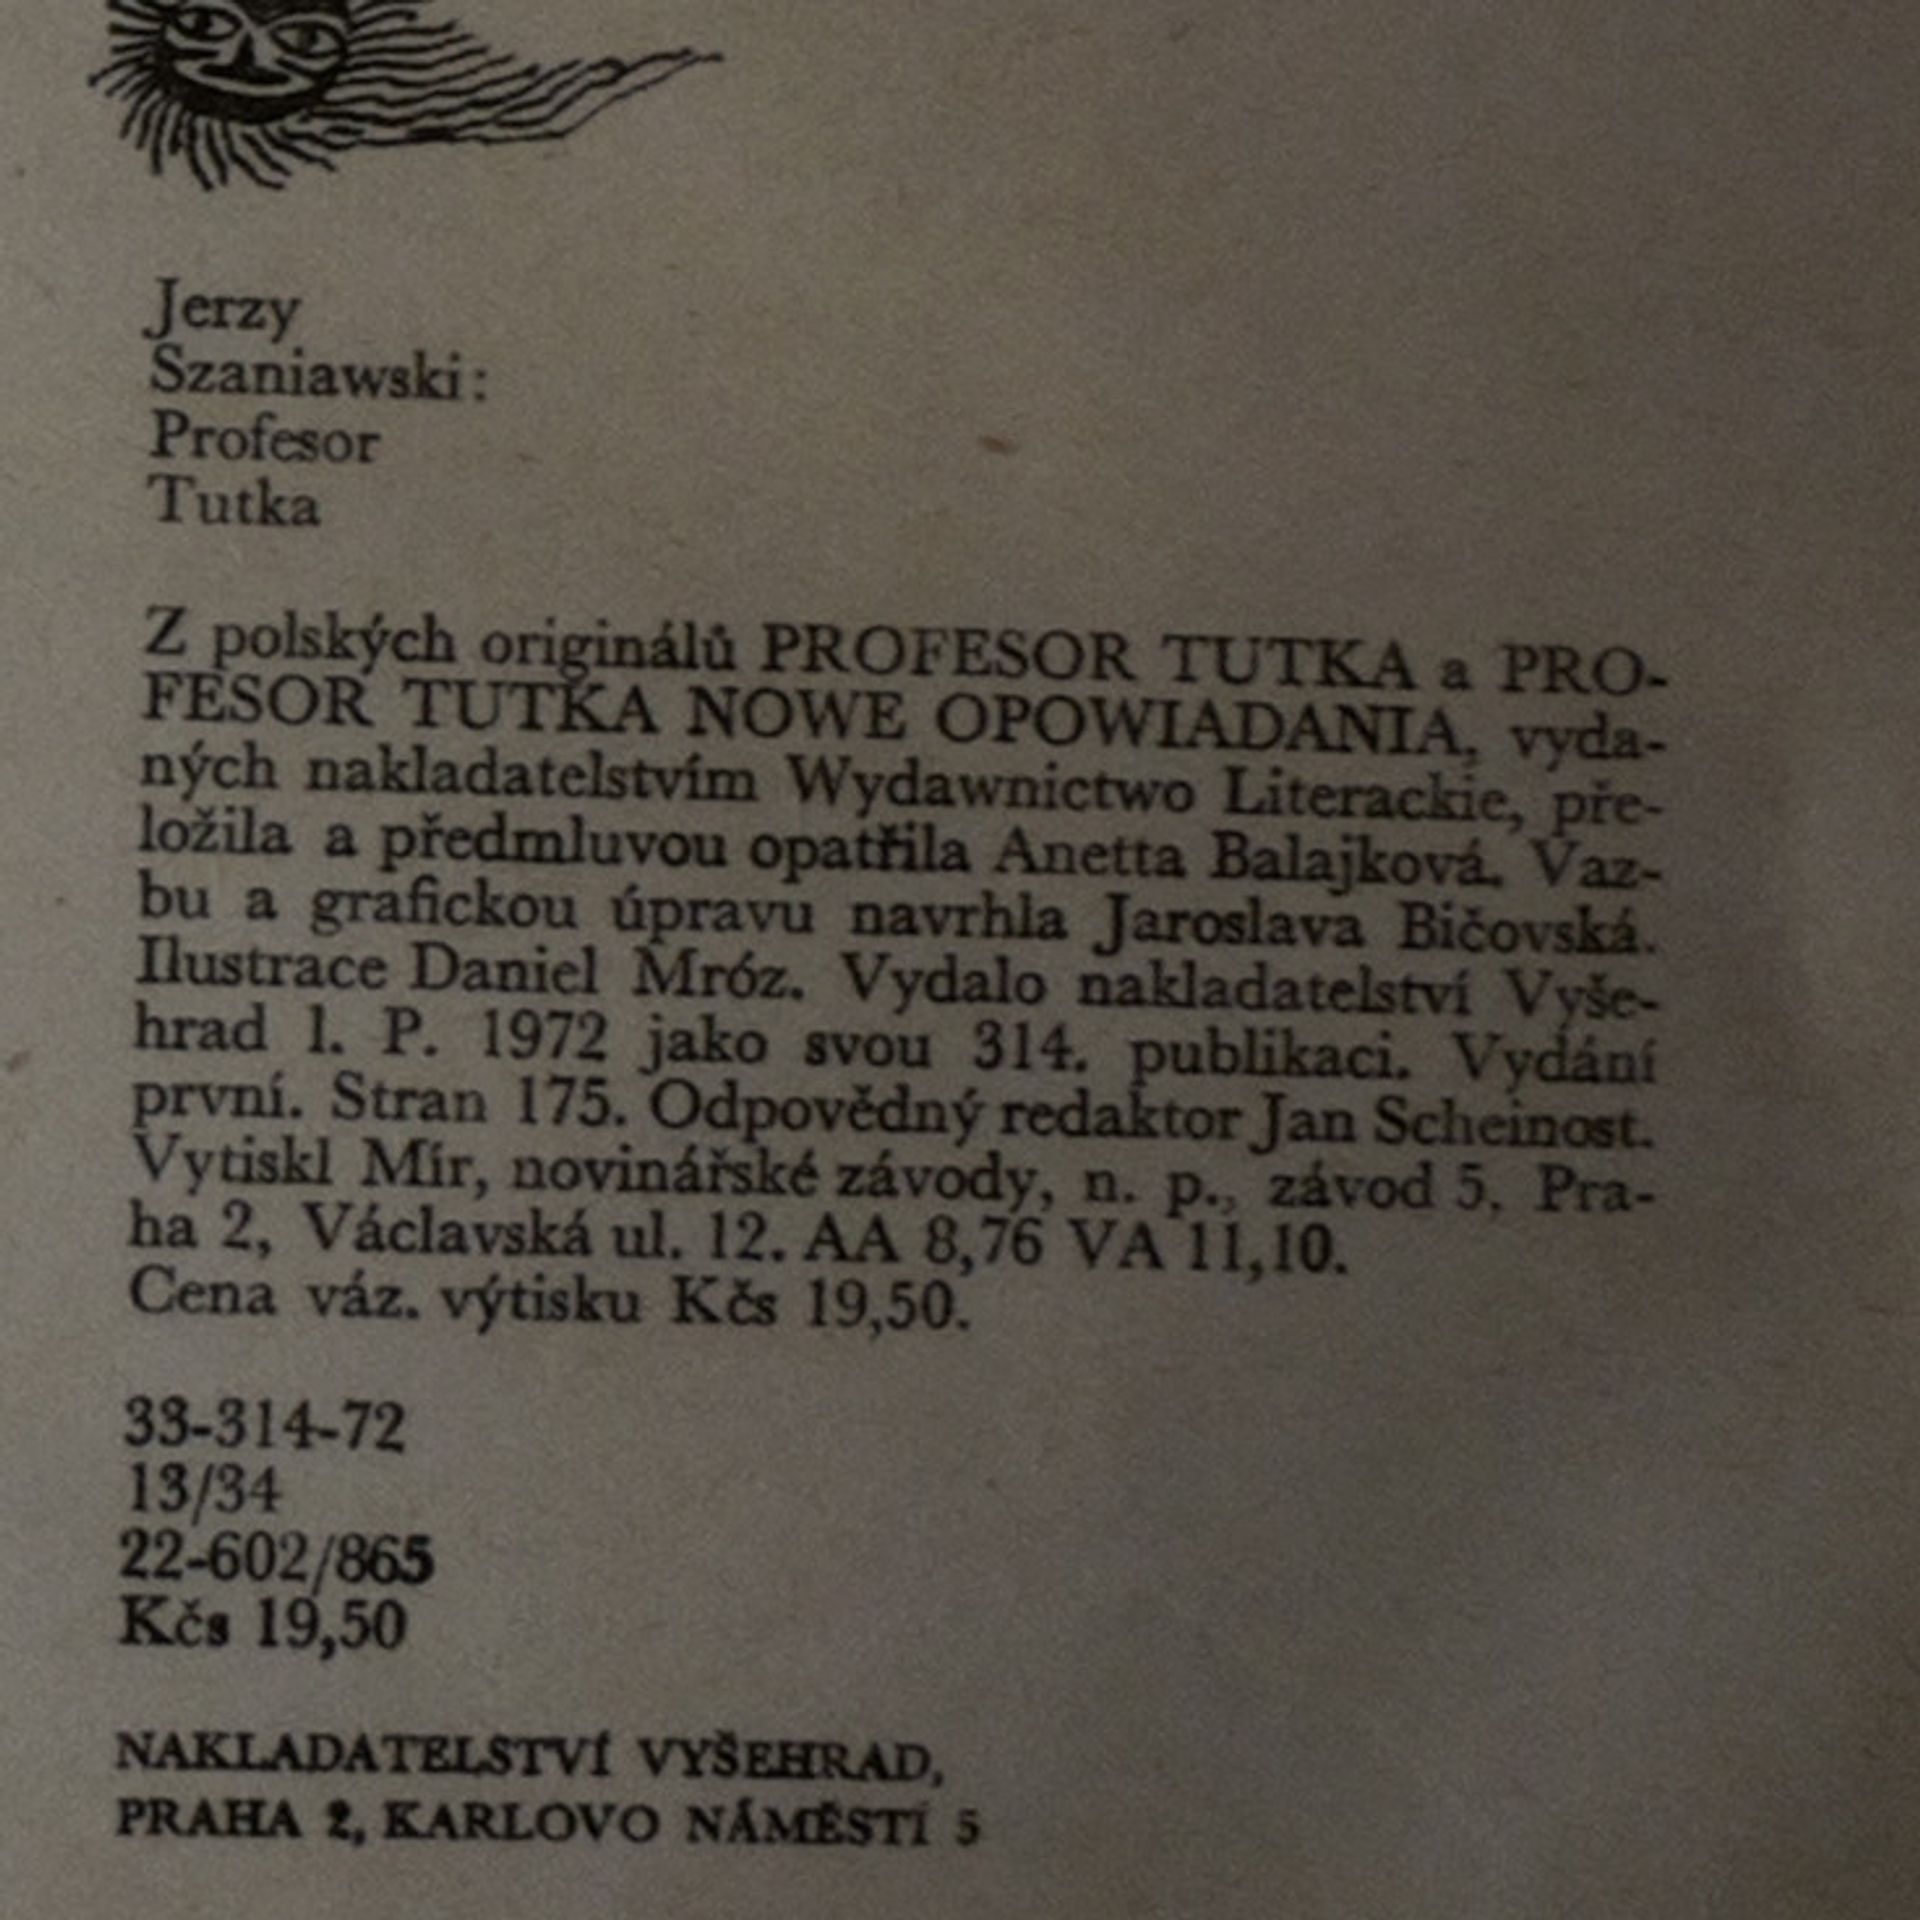 Jerzy
Szaniawski:
Profesor
Tutka
Z polských originálů PROFESOR TUTKA a PRO-
FESOR TUTKA NOWE OPOWIADANIA, vyda-
ných nakladatelstvím Wydawnictwo Literackie, pře-
ložila a předmluvou opatřila Anetta Balajková. Vaz-
bu a grafickou úpravu navrhla Jaroslava Bičovská.
Ilustrace Daniel Mróz. Vydalo nakladatelství Vyše-
hrad l. P. 1972 jako svou 314. publikaci. Vydání
první. Stran 175. Odpovědný redaktor Jan Scheinost.
Vytiskl Mír, novinářské závody, n. p., závod 5, Pra-
ha 2, Václavská ul. 12. AA 8,76 VA 11,10.
Cena váz. výtisku Kčs 19,50.
33-314-72
13/34
22-602/865
Kčs 19,50
NAKLADATELSTVÍ VYŠEHRAD,
PRAHA 2, KARLOVO NÁMĚSTÍ 5